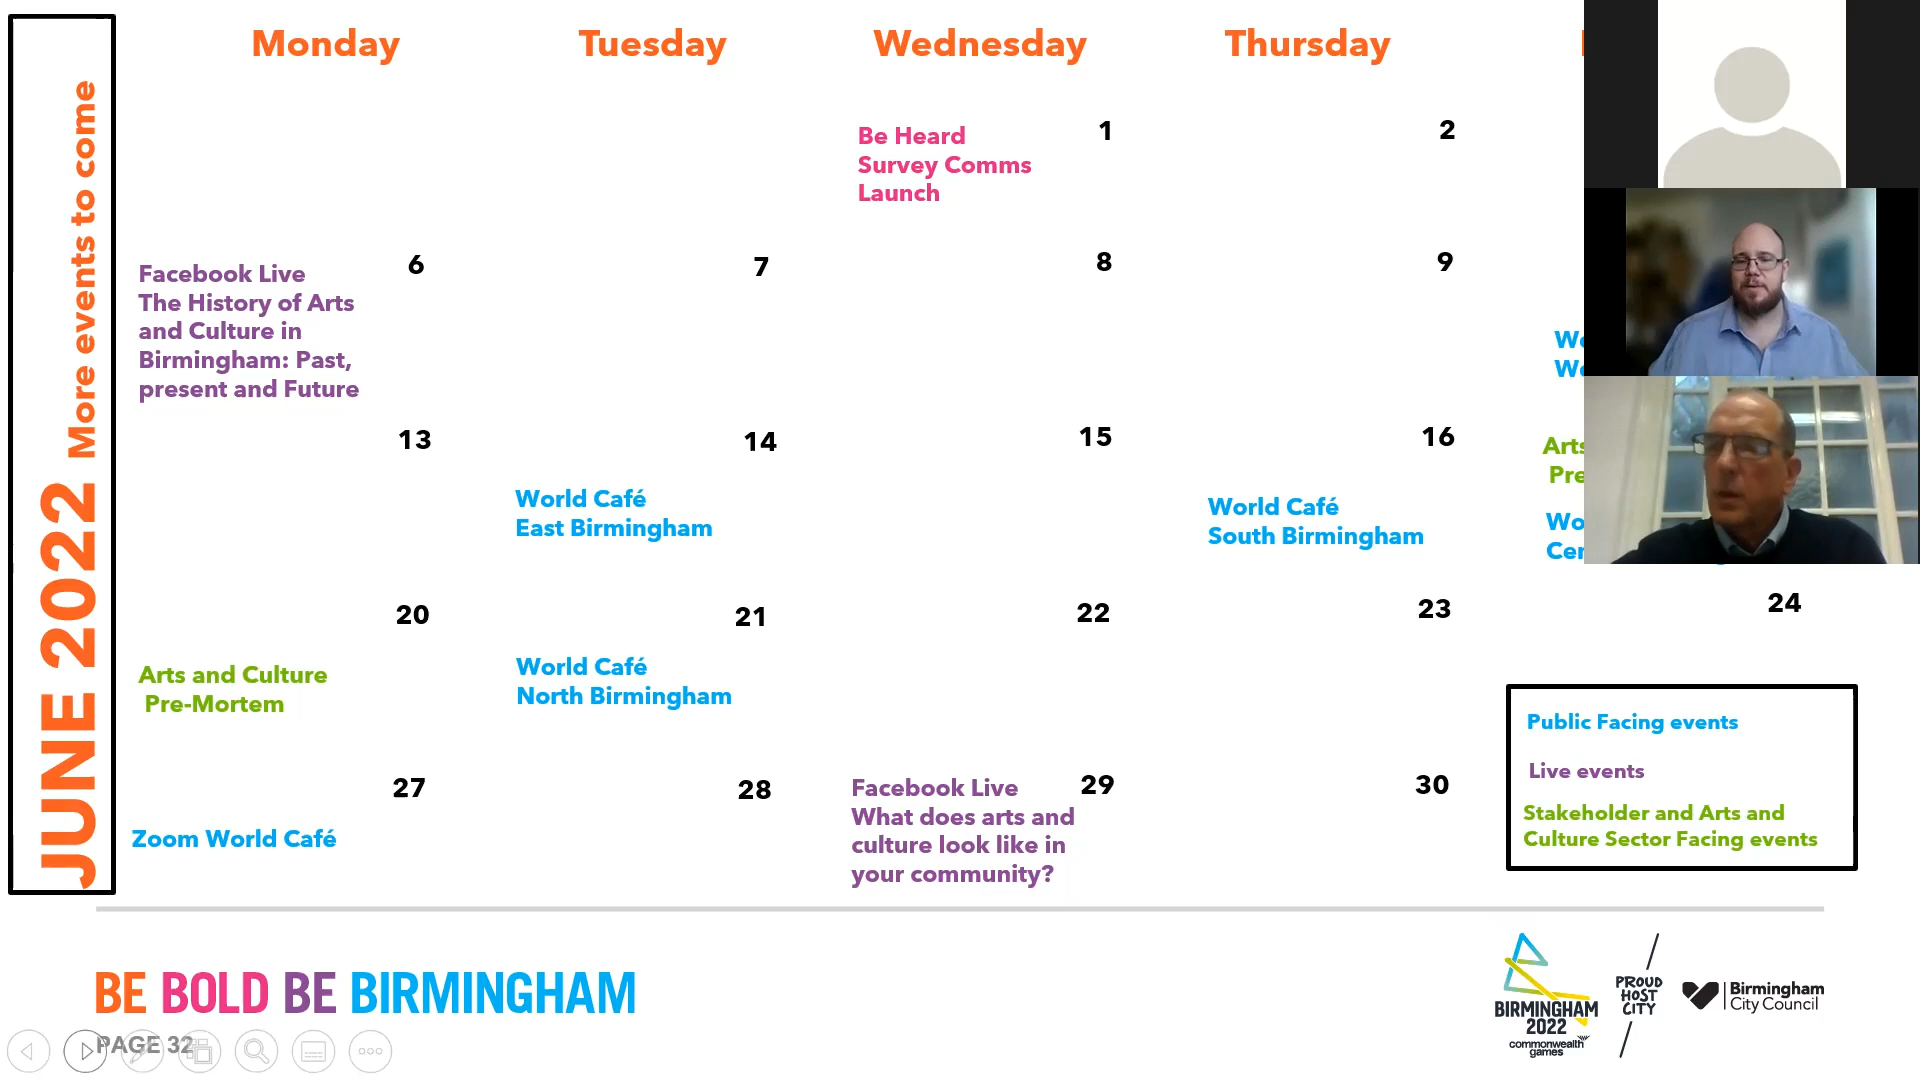 JUNE 2022 More events to come
Monday
Tuesday
Wednesday
Thursday
Be Heard
Survey Comms
Launch
1
2
Facebook Live
The History of Arts
and Culture in
Birmingham: Past,
present and Future
6
7
8
9
13
14
World Café
East Birmingham
15
16
World Café
South Birmingham
Arts
20
Arts and Culture
Pre-Mortem
21
World Café
North Birmingham
22
23
24
27
Zoom World Café
28
Facebook Live
What does arts and
culture look like in
your community?
29
30
Public Facing events
Live events
Stakeholder and Arts and
Culture Sector Facing events
BE BOLD BE BIRMINGHAM
PAGE 32
BIRMINGHAM
2022
commonwealth
games
PROUD
HOST
CITY
Birmingham
City Council